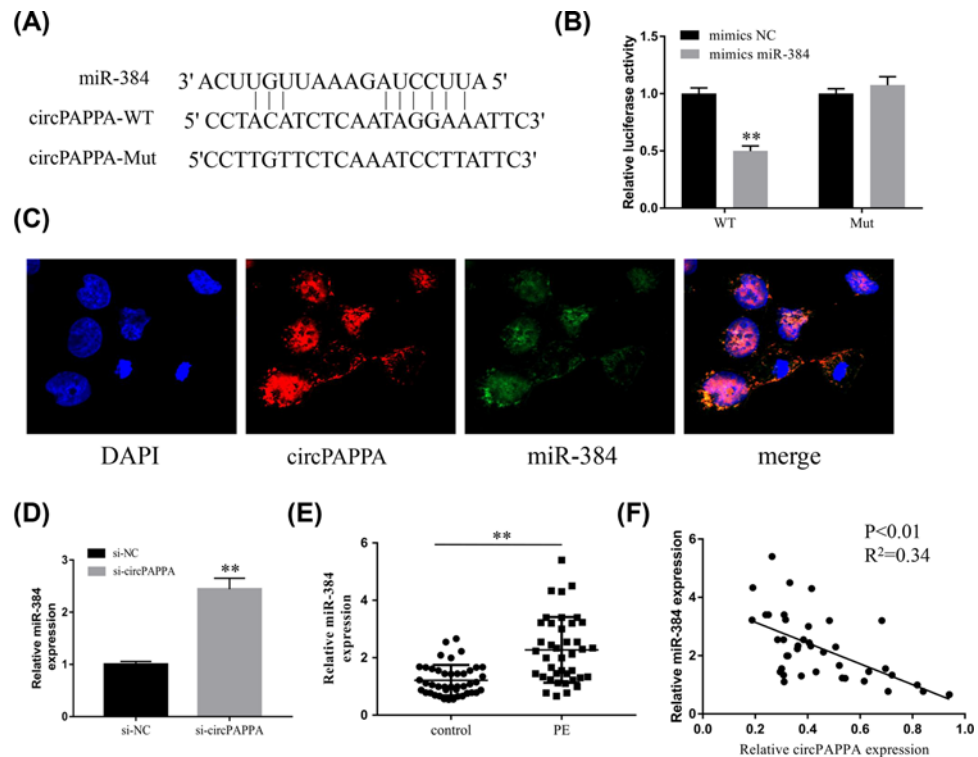 (A)
miR-384 3' ACUUGUUAAAGAUCCUUA 5'
circPAPPA-WT 5' CCTACATCTCAATAGGAAATTC3'
circPAPPA-Mut 5'CCTTGTTCTCAAATCCTTATTC3'
(B)
mimics NC
mimics miR-384
Relative luciferase activity
1.5
1.0
0.5
0.0
**
WT Mut
(C)
DAPI circPAPPA miR-384 merge
(D)
si-NC
si-circPAPPA
Relative miR-384
expression
3
2
1
0
**
si-NC si-circPAPPA
(E)
Relative miR-384
expression
6
4
2
0
**
control PE
(F)
P<0.01
R²=0.34
Relative miR-384 expression
6
4
2
0
0.0 0.2 0.4 0.6 0.8 1.0
Relative circPAPPA expression